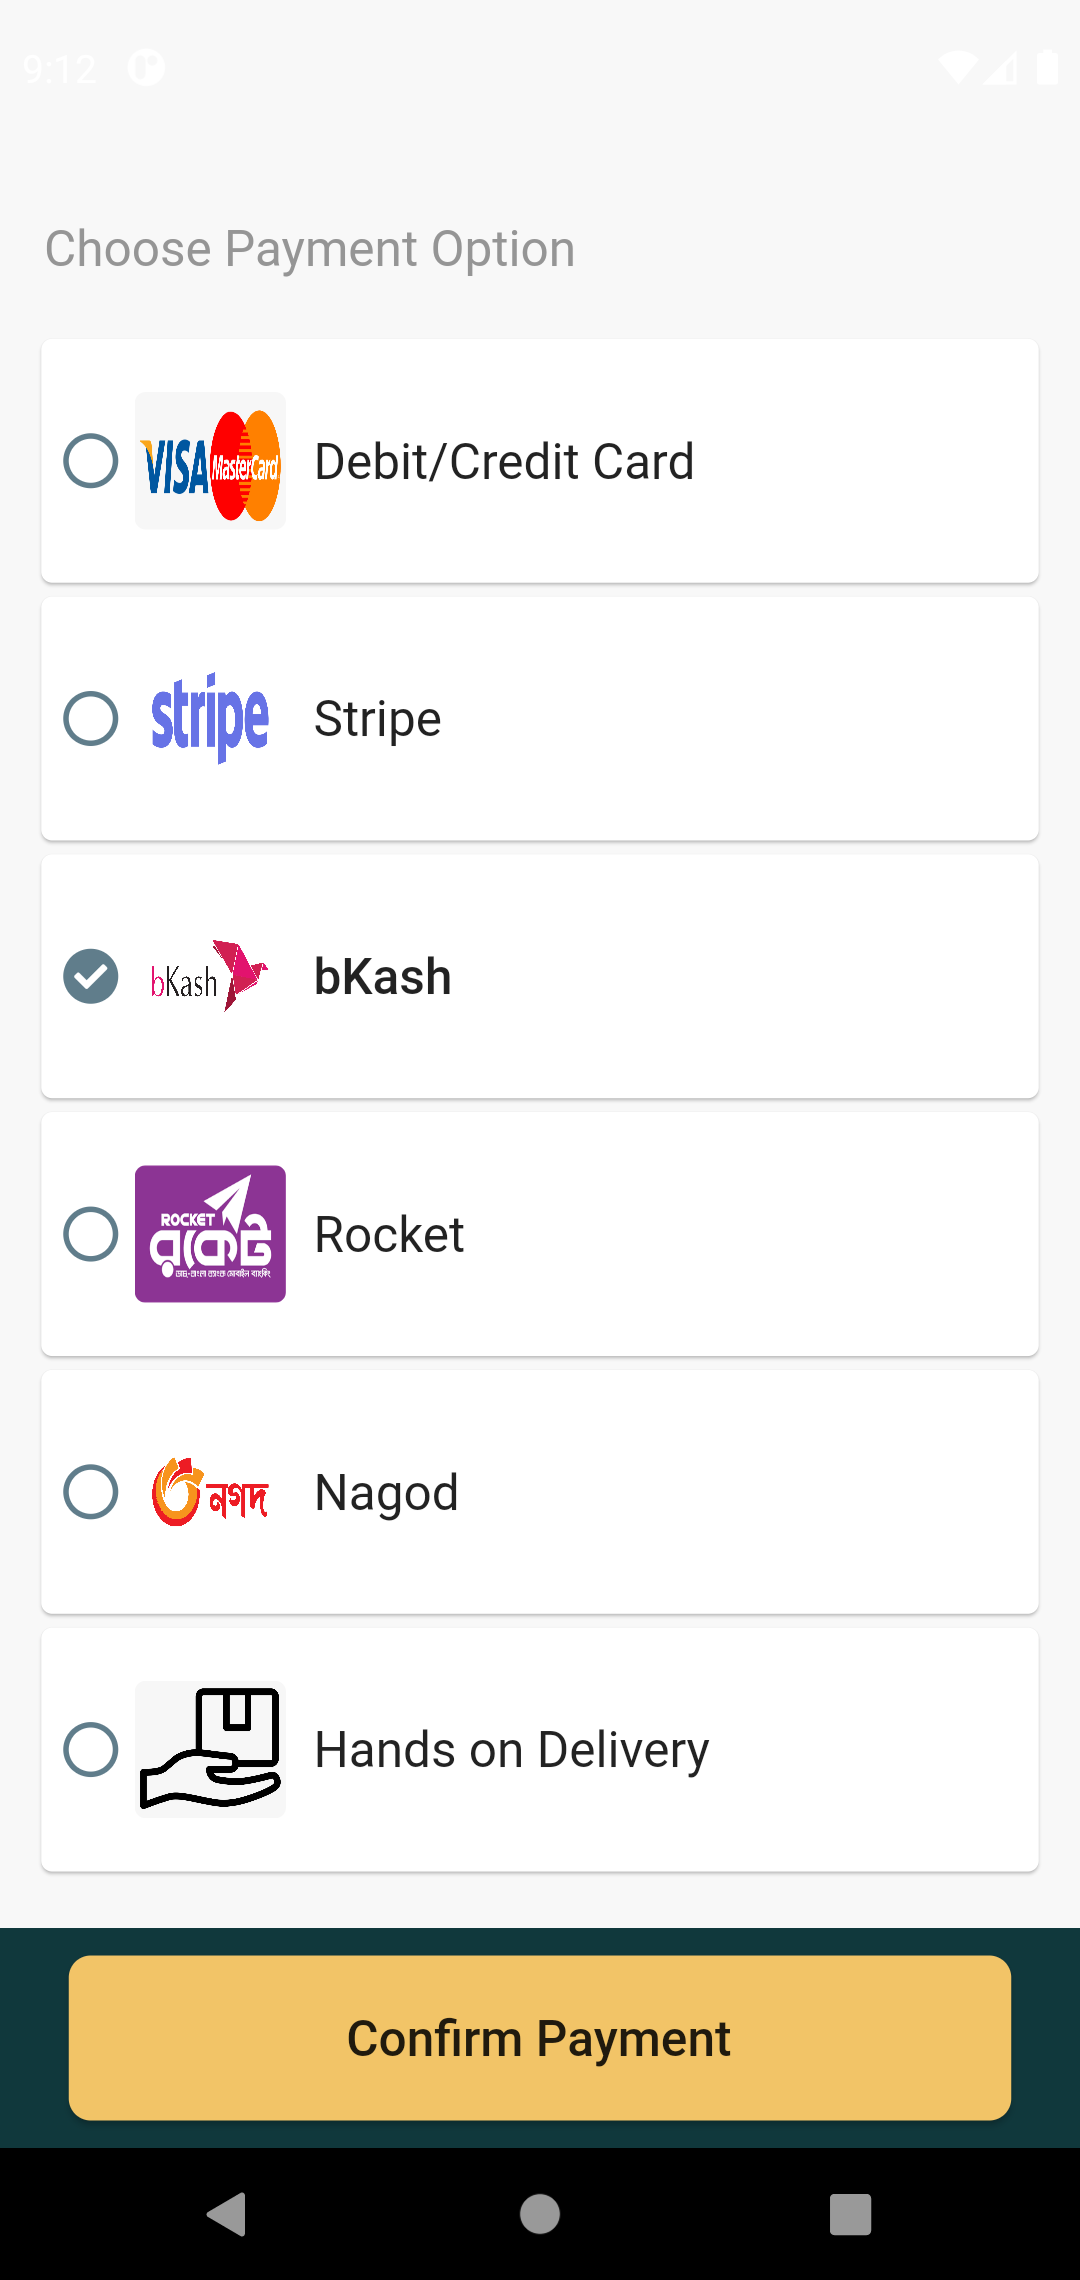 9:12
Choose Payment Option
VISA MasterCard Debit/Credit Card
stripe Stripe
bKash bKash
ROCKET
রকেট
Rocket
নগদ Nagod
Hands on Delivery
Confirm Payment